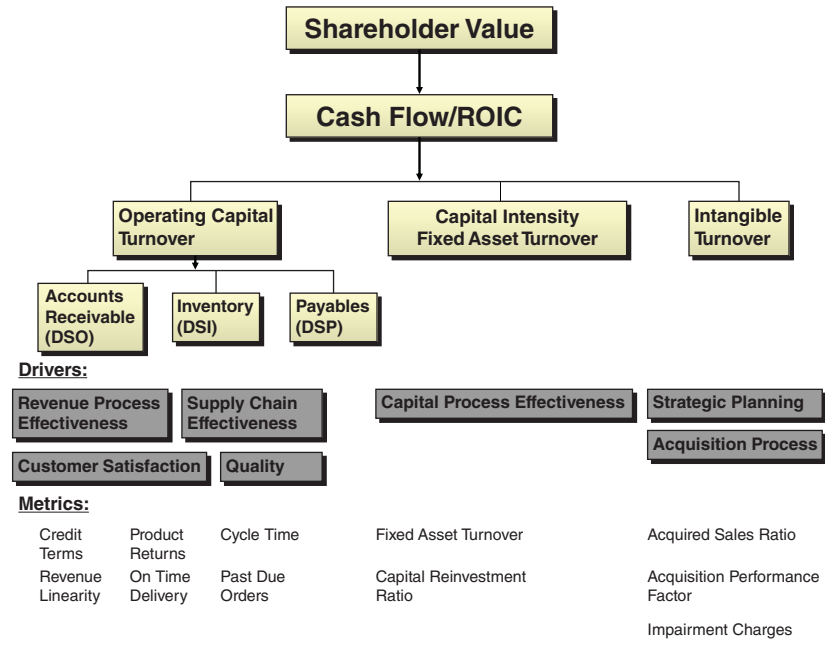 Shareholder Value
Cash Flow/ROIC
Operating Capital
Turnover
Capital Intensity
Fixed Asset Turnover
Intangible
Turnover
Accounts
Receivable
(DSO)
Inventory
(DSI)
Payables
(DSP)
Drivers:
Revenue Process
Effectiveness
Supply Chain
Effectiveness
Capital Process Effectiveness
Strategic Planning
Acquisition Process
Customer Satisfaction
Quality
Metrics:
Credit
Terms
Product
Returns
Cycle Time
Fixed Asset Turnover
Acquired Sales Ratio
Revenue
Linearity
On Time
Delivery
Past Due
Orders
Capital Reinvestment
Ratio
Acquisition Performance
Factor
Impairment Charges